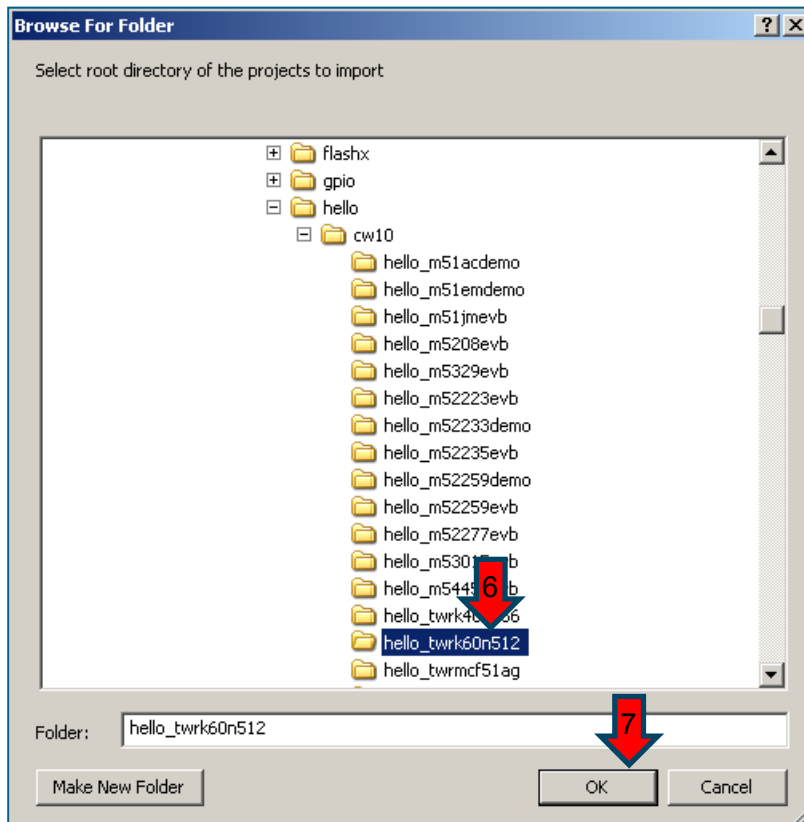 Browse For Folder
Select root directory of the projects to import
flashx
gpio
hello
cw10
hello_m51acdemo
hello_m51emdemo
hello_m51jmevb
hello_m5208evb
hello_m5329evb
hello_m52223evb
hello_m52233demo
hello_m52235evb
hello_m52259demo
hello_m52259evb
hello_m52277evb
6
hello_twrk60n512
hello_twrmcf51ag
Folder: hello_twrk60n512
7
Make New Folder OK Cancel